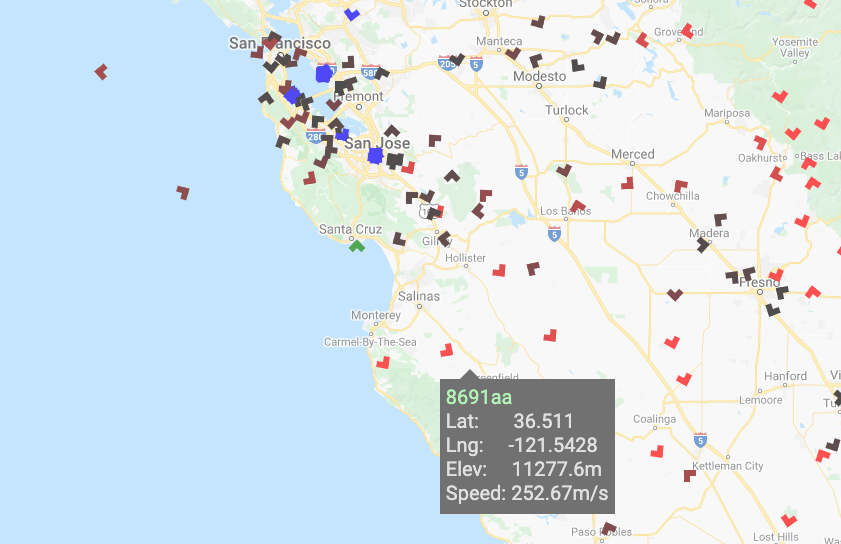 Stockton
Sonora
San Francisco
Manteca
Groveland
Yosemite
Valley
205
5
580
Modesto
Fremont
Turlock
Mariposa
280
San Jose
Oakhurst
Bass Lake
Merced
5
Chowchilla
Los Banos
Santa Cruz
Gilroy
5
Madera
Hollister
Fresno
Salinas
Monterey
Carmel-By-The-Sea
Greenfield
Hanford
Lemoore
8691aa
Lat: 36.511
Lng: -121.5428
Elev: 11277.6m
Speed: 252.67m/s
Coalinga
5
Kettleman City
Paso Robles
Lost Hills